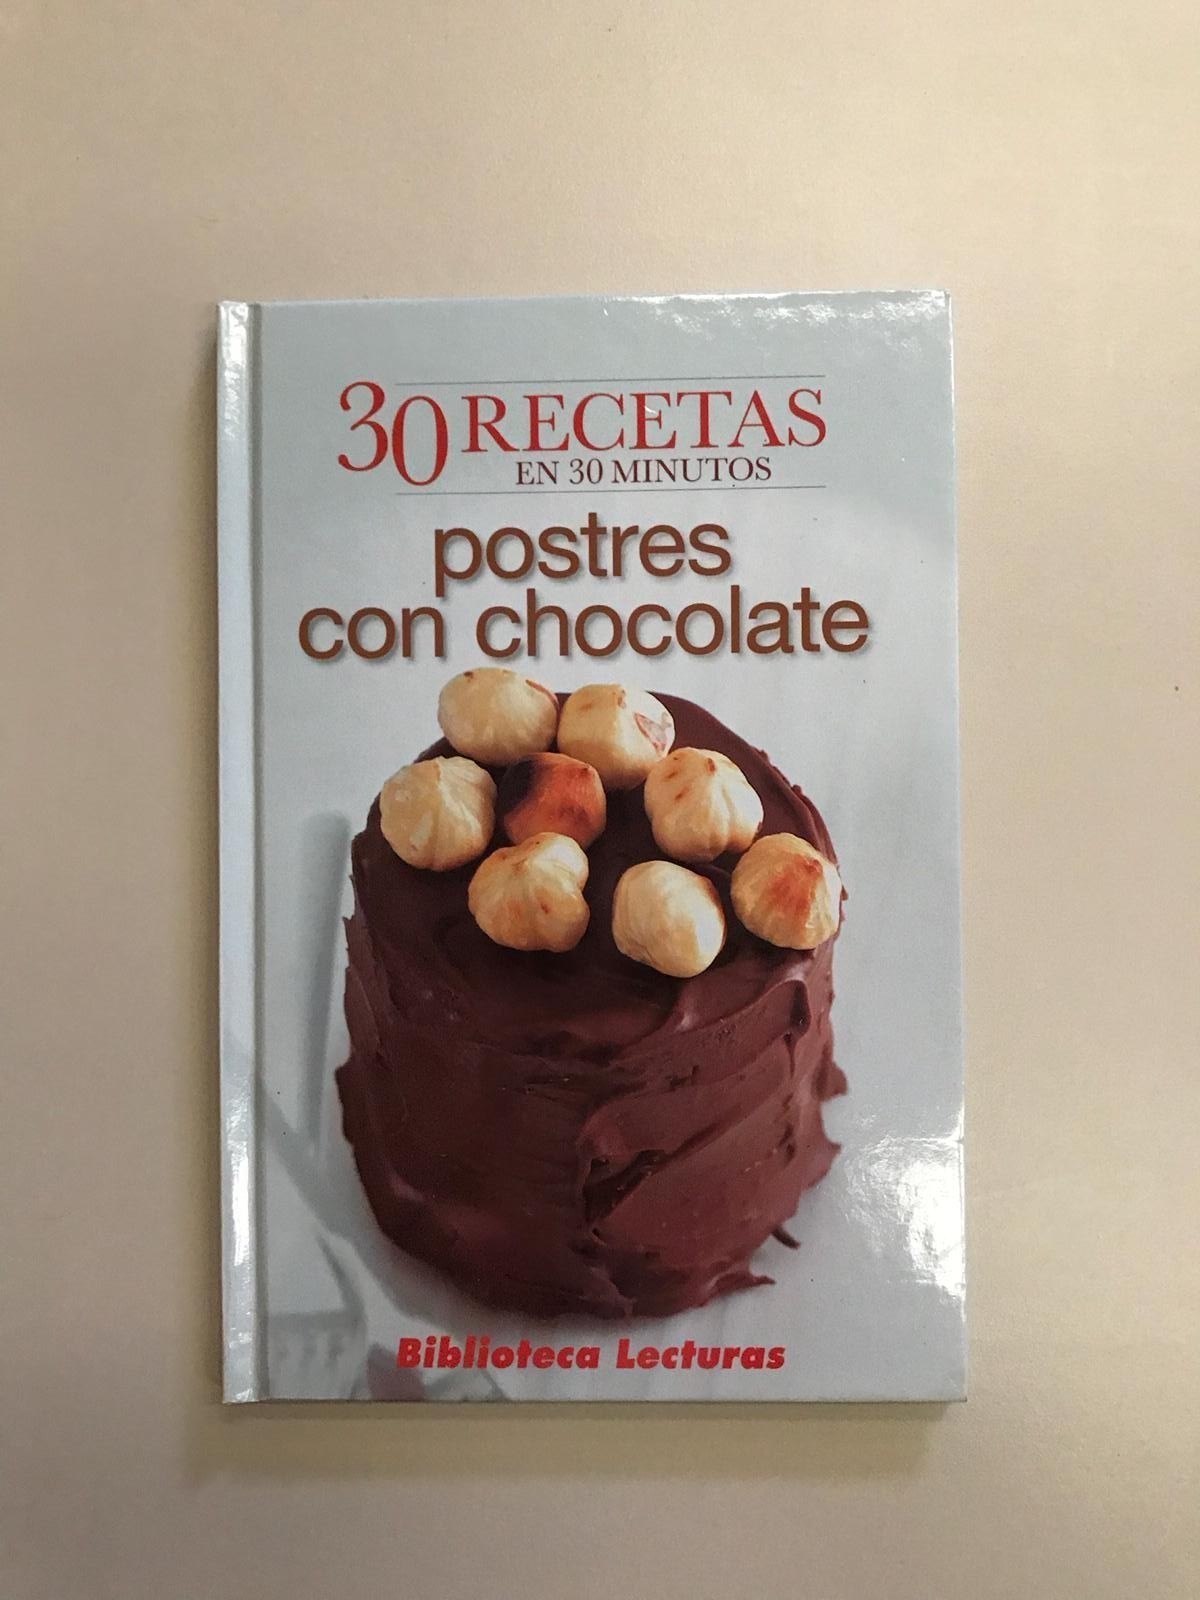 30 RECETAS
EN 30 MINUTOS
postres
con chocolate
Biblioteca Lecturas